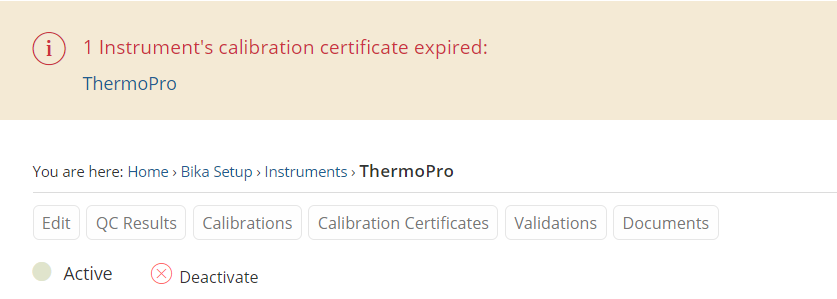 1 Instrument's calibration certificate expired:
ThermoPro
You are here: Home › Bika Setup › Instruments › ThermoPro
Edit QC Results Calibrations Calibration Certificates Validations Documents
Active Deactivate